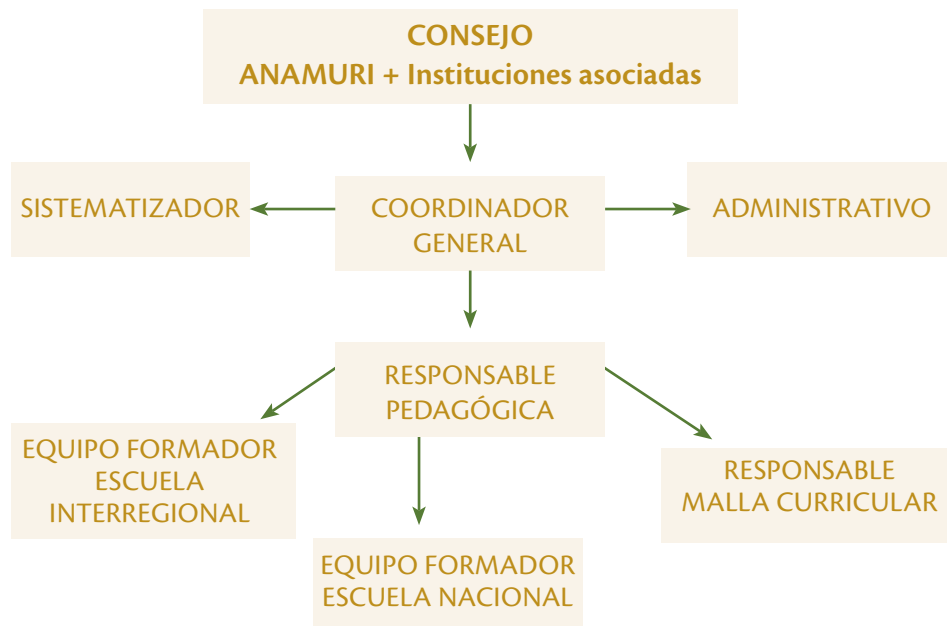 CONSEJO
ANAMURI + Instituciones asociadas
SISTEMATIZADOR
COORDINADOR
GENERAL
ADMINISTRATIVO
RESPONSABLE
PEDAGÓGICA
EQUIPO FORMADOR
ESCUELA
INTERREGIONAL
EQUIPO FORMADOR
ESCUELA NACIONAL
RESPONSABLE
MALLA CURRICULAR